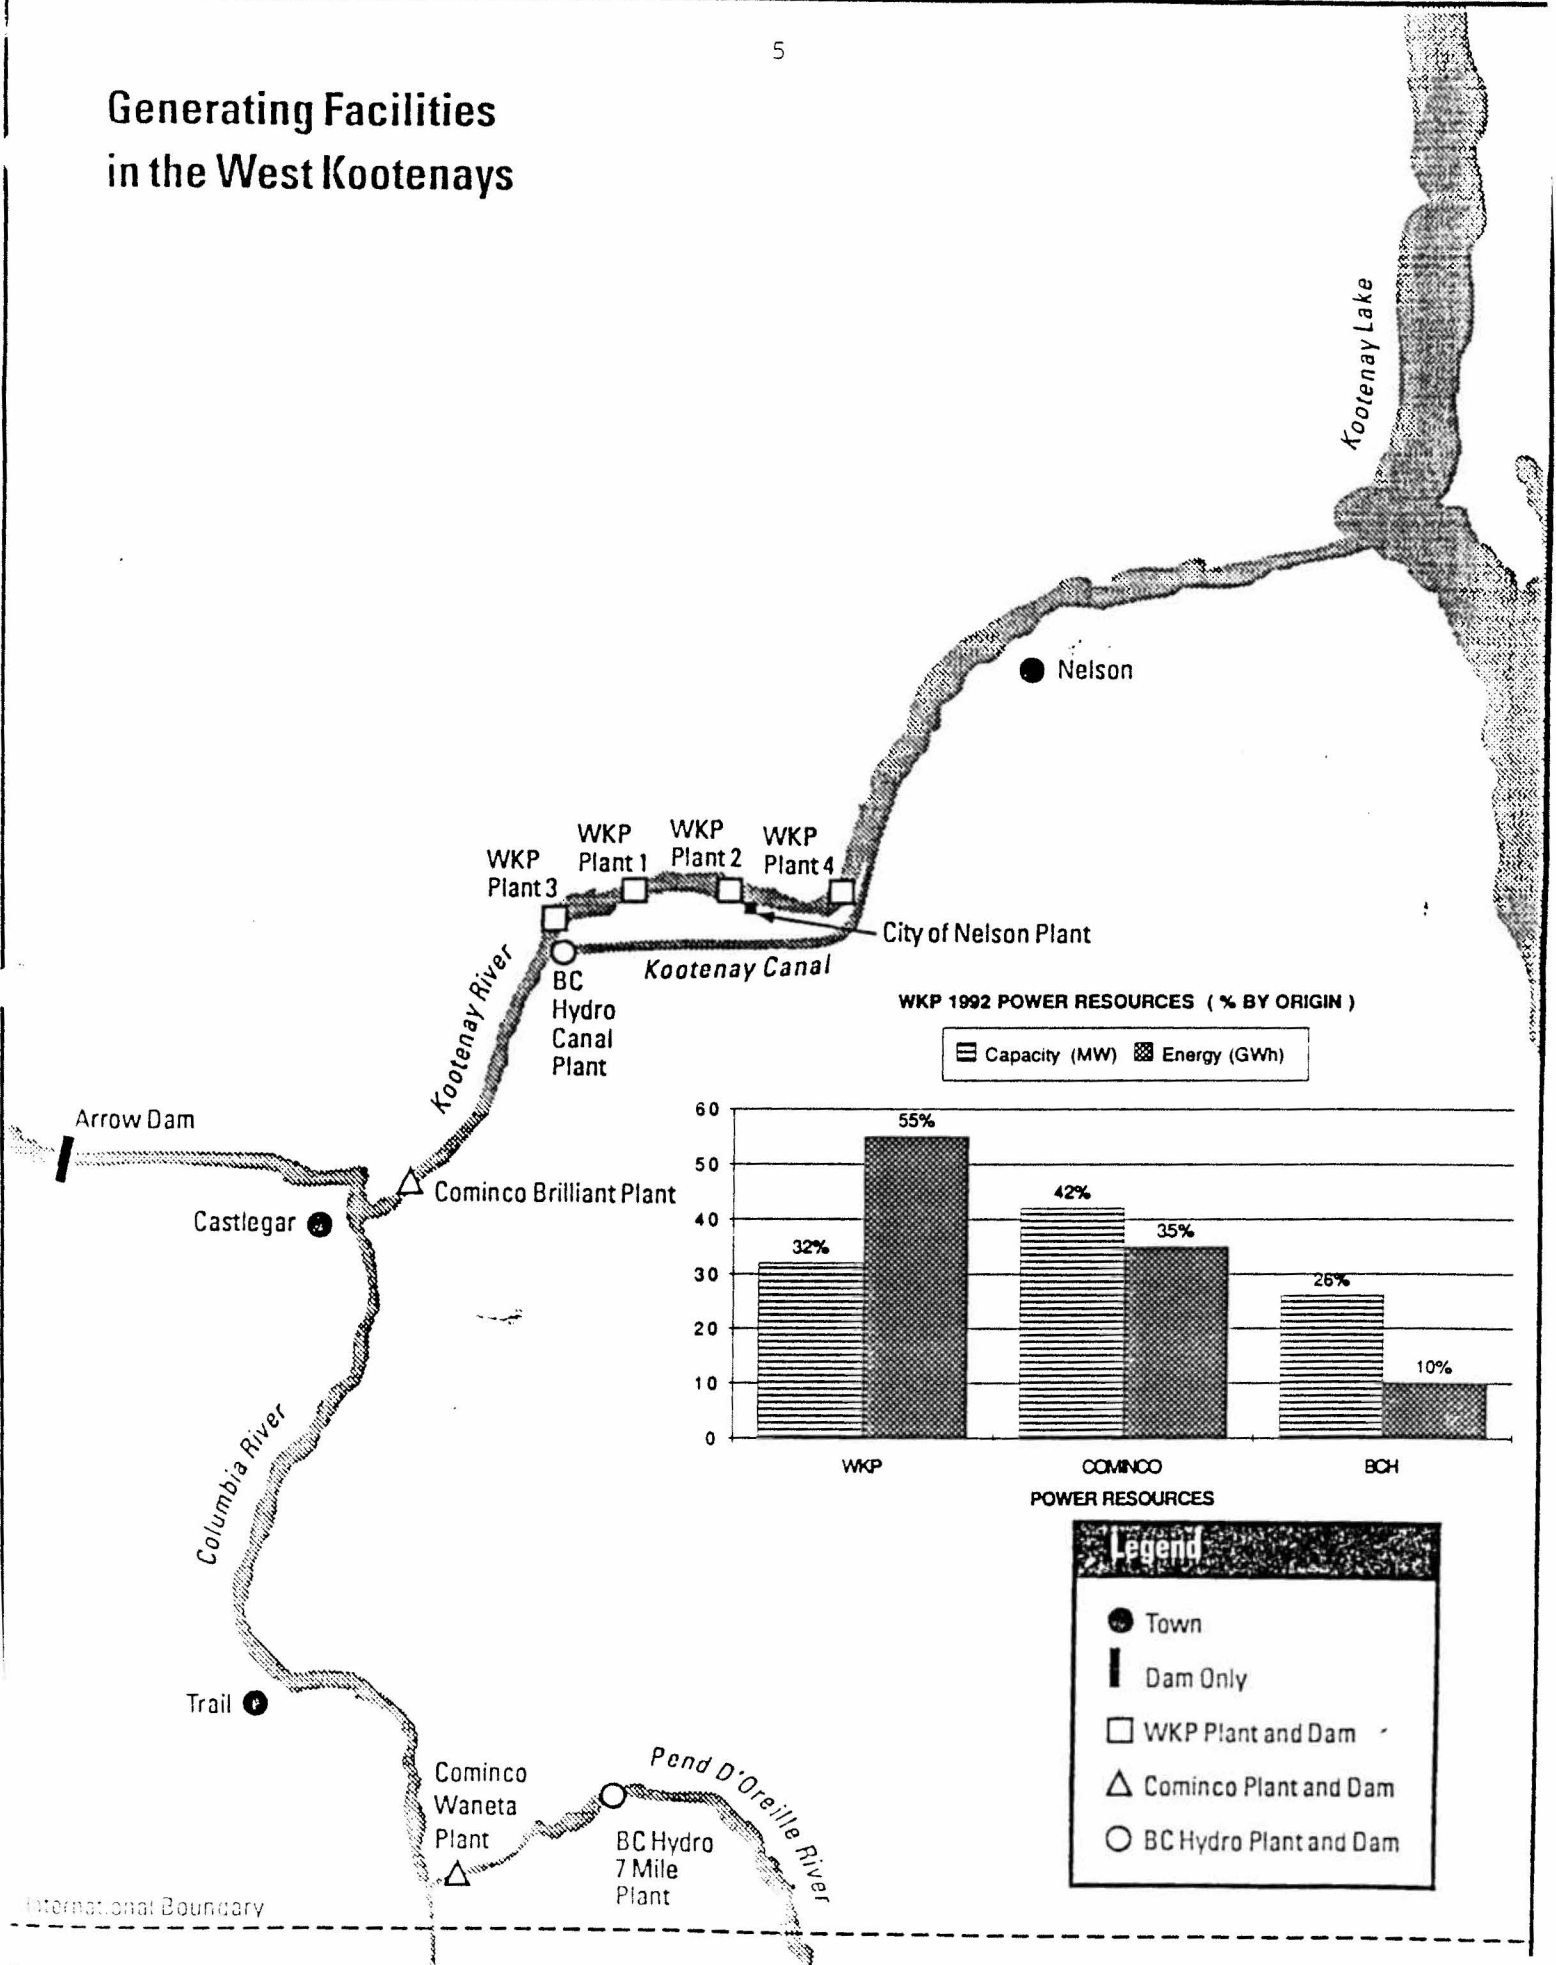 5
Generating Facilities
in the West Kootenays
Kootenay Lake
Nelson
WKP
Plant 3
WKP
Plant 1
WKP
Plant 2
WKP
Plant 4
City of Nelson Plant
Kootenay Canal
BC
Hydro
Canal
Plant
Kootenay River
Arrow Dam
Cominco Brilliant Plant
Castlegar
WKP 1992 POWER RESOURCES ( % BY ORIGIN )
Capacity (MW) Energy (GWh)
60
50
40
30
20
10
0
32%
55%
42%
35%
26%
10%
WKP COMINCO BCH
POWER RESOURCES
Columbia River
Trail
Cominco
Waneta
Plant
Pend D'Oreille River
BC Hydro
7 Mile
Plant
International Boundary
Legend
Town
Dam Only
WKP Plant and Dam
Cominco Plant and Dam
BC Hydro Plant and Dam